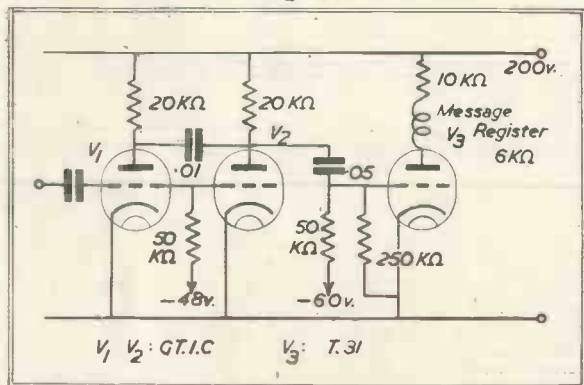 200v.
20KΩ
20KΩ
10KΩ
Message
Register
6KΩ
V1
V2
V3
.01
.05
50
KΩ
50
KΩ
250KΩ
-48v.
-60v.
V1 V2: GT.1.C
V3: T.31